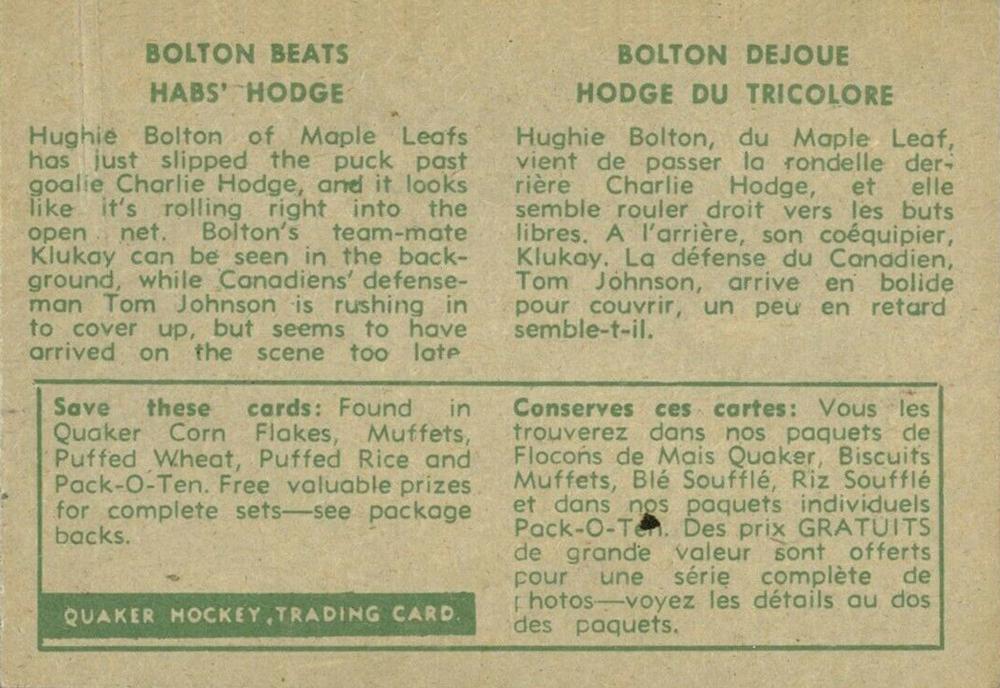 BOLTON BEATS
HABS' HODGE
Hughie Bolton of Maple Leafs
has just slipped the puck past
goalie Charlie Hodge, and it looks
like it's rolling right into the
open net. Bolton's team-mate
Klukay can be seen in the back-
ground, while Canadiens' defense-
man Tom Johnson is rushing in
to cover up, but seems to have
arrived on the scene too late
BOLTON DEJOUE
HODGE DU TRICOLORE
Hughie Bolton, du Maple Leaf,
vient de passer la rondelle der-
rière Charlie Hodge, et elle
semble rouler droit vers les buts
libres. A l'arrière, son coéquipier,
Klukay. La défense du Canadien,
Tom Johnson, arrive en bolide
pour couvrir, un peu en retard
semble-t-il.
Save these cards: Found in
Quaker Corn Flakes, Muffets,
Puffed Wheat, Puffed Rice and
Pack-O-Ten. Free valuable prizes
for complete sets—see package
backs.
QUAKER HOCKEY TRADING CARD
Conserves ces cartes: Vous les
trouverez dans nos paquets de
Flocons de Mais Quaker, Biscuits
Muffets, Blé Soufflé, Riz Soufflé
et dans nos paquets individuels
Pack-O-Ten. Des prix GRATUITS
de grande valeur sont offerts
pour une série complète de
photos—voyez les détails au dos
des paquets.